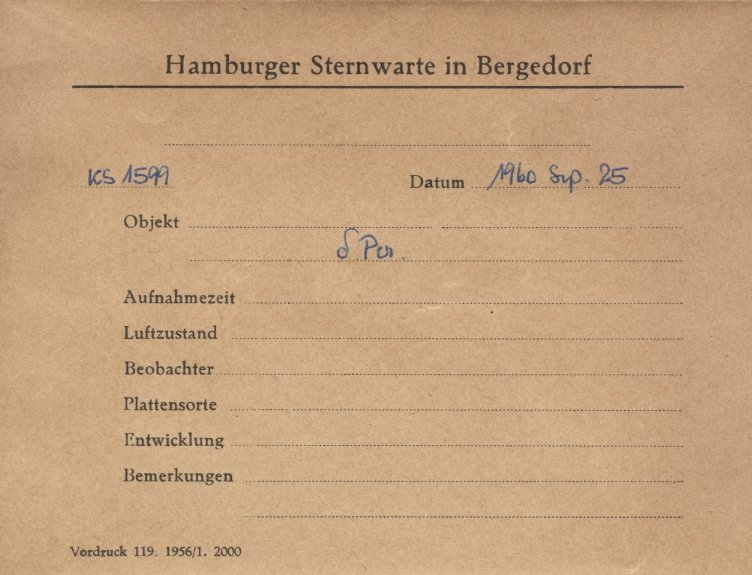 Hamburger Sternwarte in Bergedorf
KS 1599 Datum 1960 Sep. 25
Objekt
δ Per.
Aufnahmezeit
Luftzustand
Beobachter
Plattensorte
Entwicklung
Bemerkungen
Vordruck 119. 1956/1. 2000